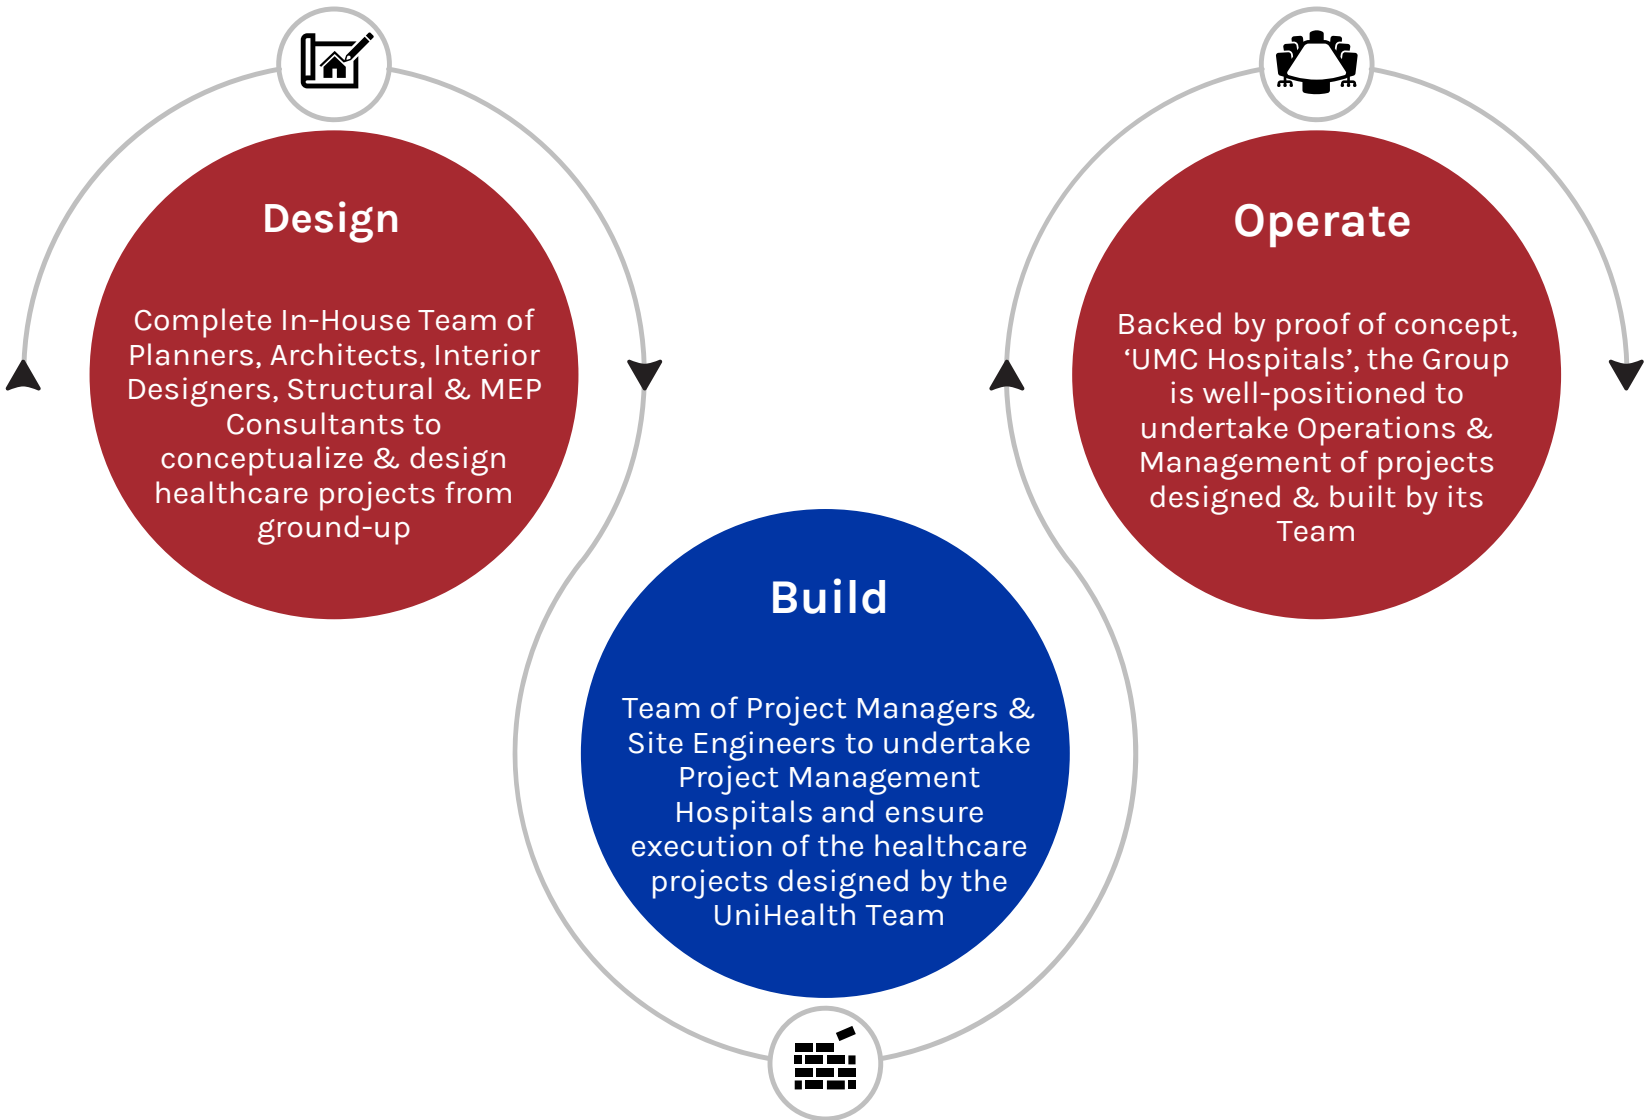 Design
Complete In-House Team of
Planners, Architects, Interior
Designers, Structural & MEP
Consultants to
conceptualize & design
healthcare projects from
ground-up
Build
Team of Project Managers &
Site Engineers to undertake
Project Management
Hospitals and ensure
execution of the healthcare
projects designed by the
UniHealth Team
Operate
Backed by proof of concept,
‘UMC Hospitals’, the Group
is well-positioned to
undertake Operations &
Management of projects
designed & built by its
Team